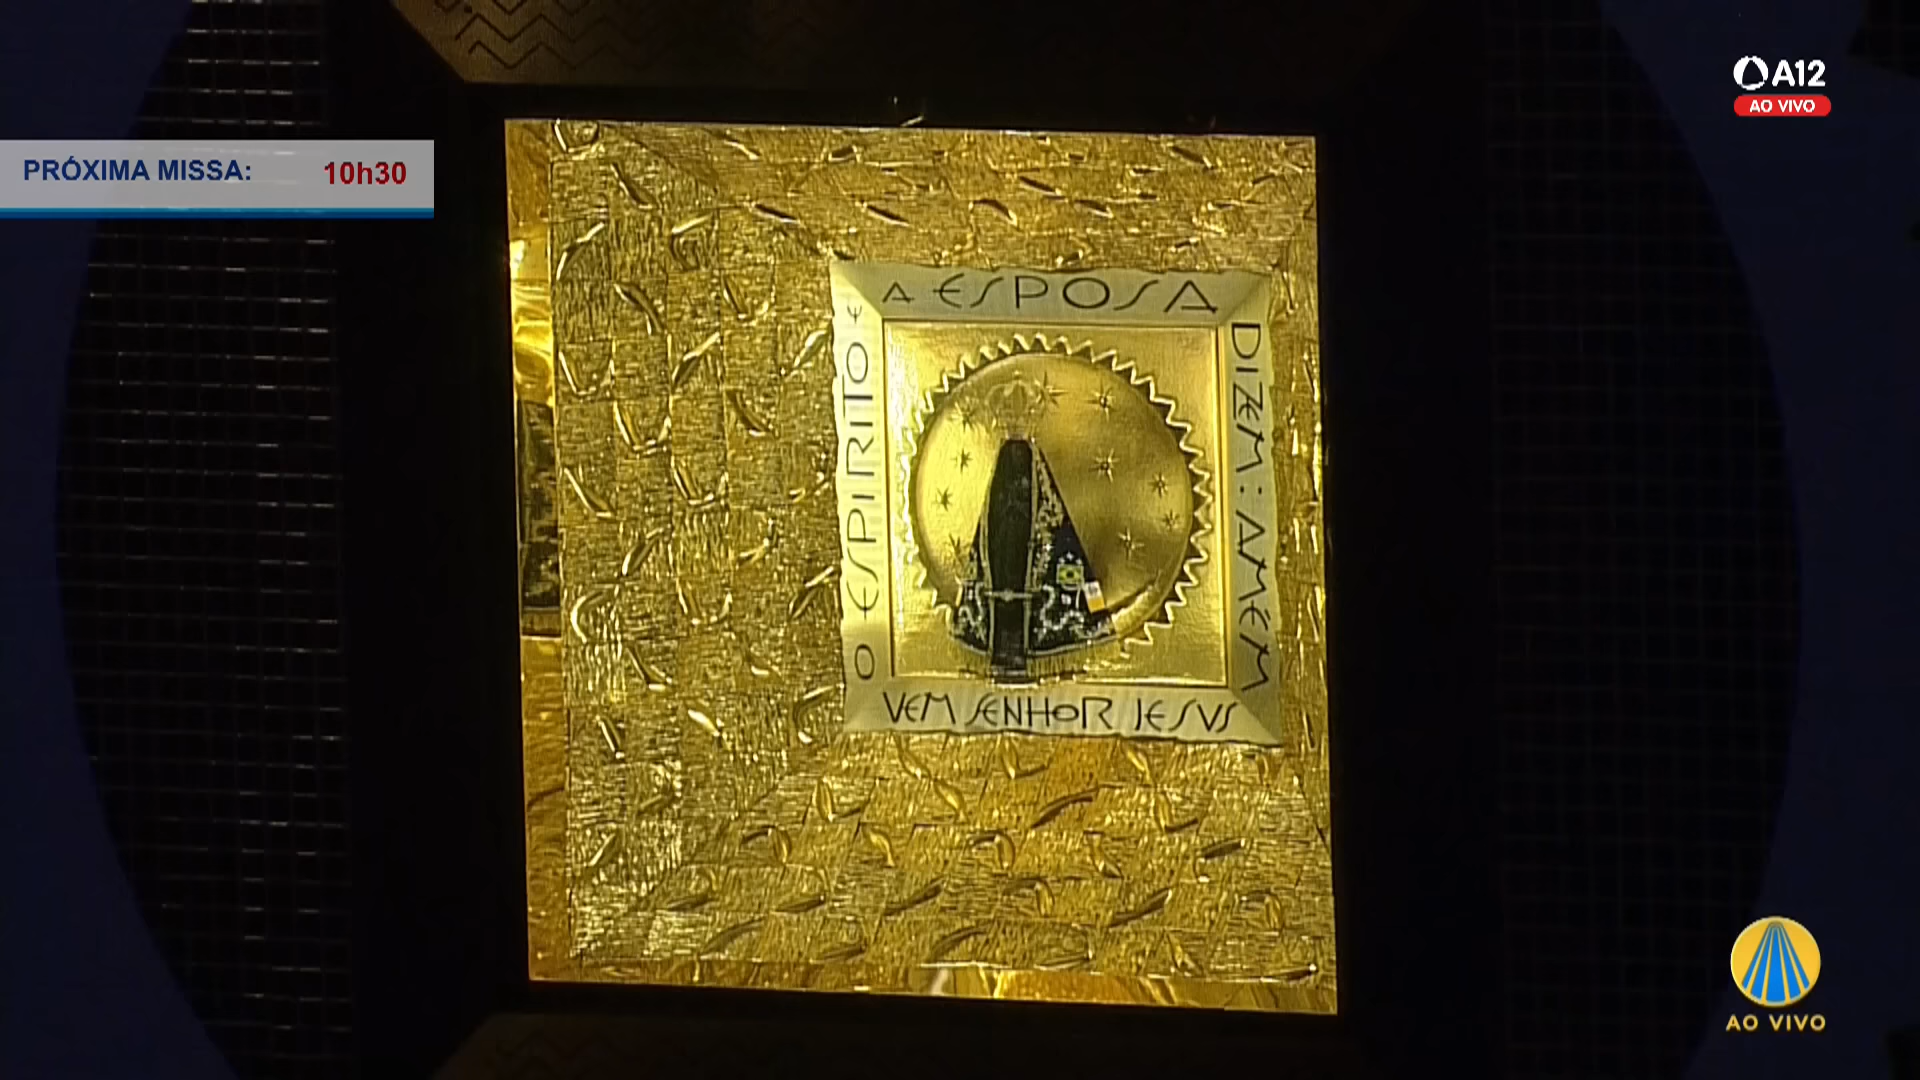 A12
AO VIVO
PRÓXIMA MISSA: 10h30
O ESPIRITO E
A ESPOSA
DIZEM: AMÉM
VEM SENHOR JESUS
AO VIVO